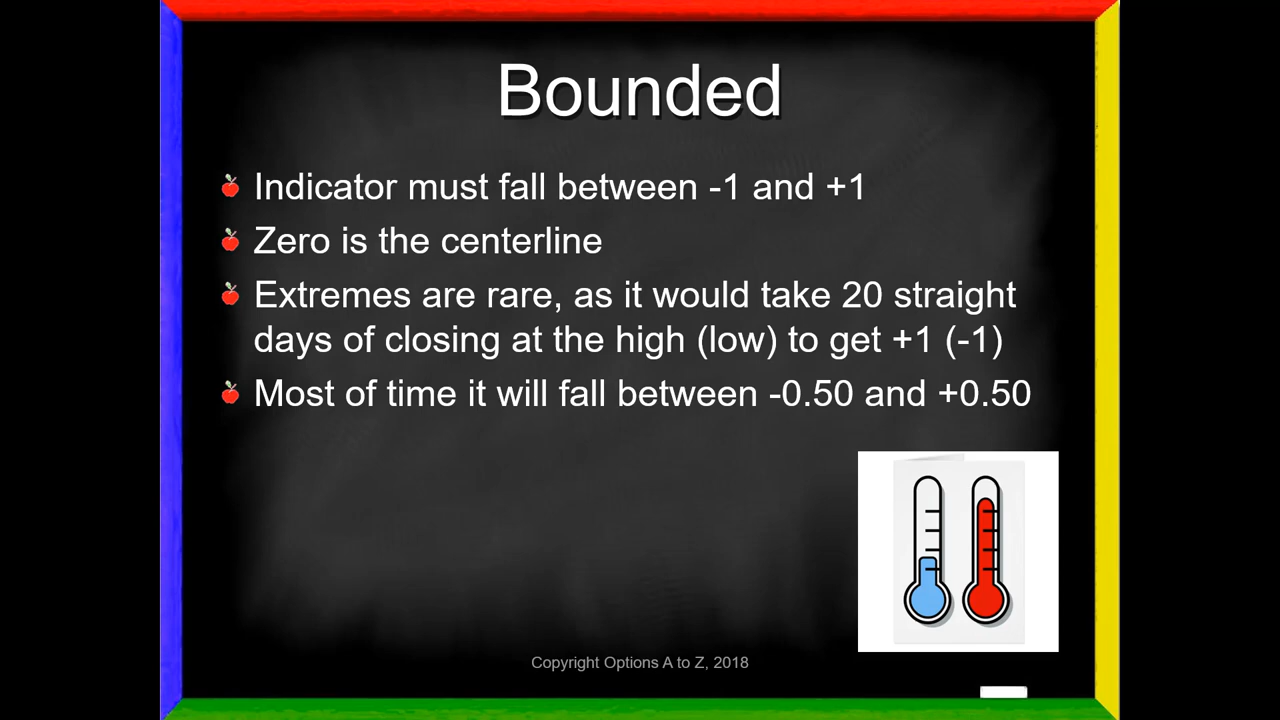 Bounded
Indicator must fall between -1 and +1
Zero is the centerline
Extremes are rare, as it would take 20 straight
days of closing at the high (low) to get +1 (-1)
Most of time it will fall between -0.50 and +0.50
Copyright Options A to Z, 2018